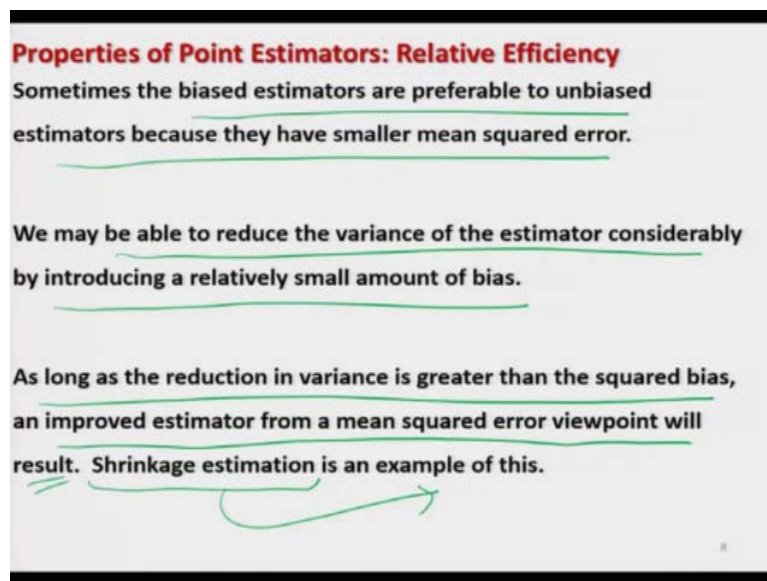 Properties of Point Estimators: Relative Efficiency
Sometimes the biased estimators are preferable to unbiased
estimators because they have smaller mean squared error.
We may be able to reduce the variance of the estimator considerably
by introducing a relatively small amount of bias.
As long as the reduction in variance is greater than the squared bias,
an improved estimator from a mean squared error viewpoint will
result. Shrinkage estimation is an example of this.
8